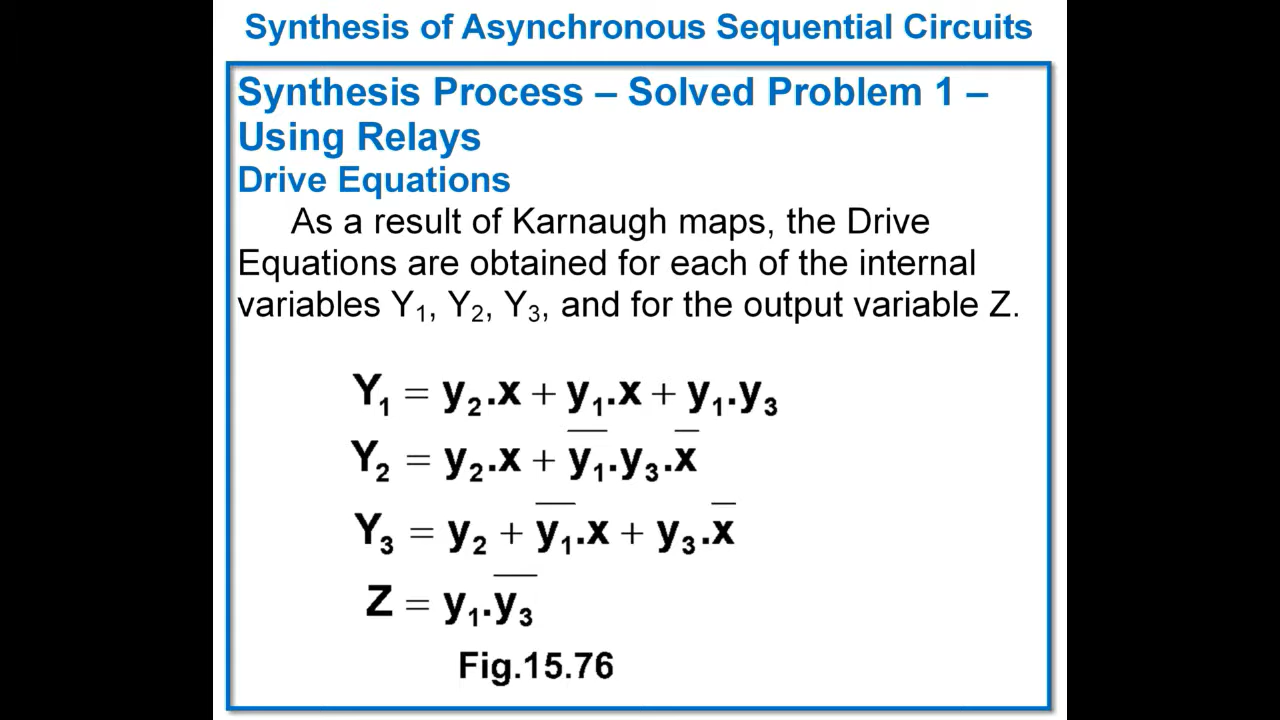 Synthesis of Asynchronous Sequential Circuits
Synthesis Process – Solved Problem 1 –
Using Relays
Drive Equations
As a result of Karnaugh maps, the Drive
Equations are obtained for each of the internal
variables Y₁, Y₂, Y₃, and for the output variable Z.
Y₁ = y₂.x + y₁.x + y₁.y₃
Y₂ = y₂.x + y̅₁.y₃.x̅
Y₃ = y₂ + y̅₁.x + y₃.x̅
Z = y₁.y̅₃
Fig.15.76